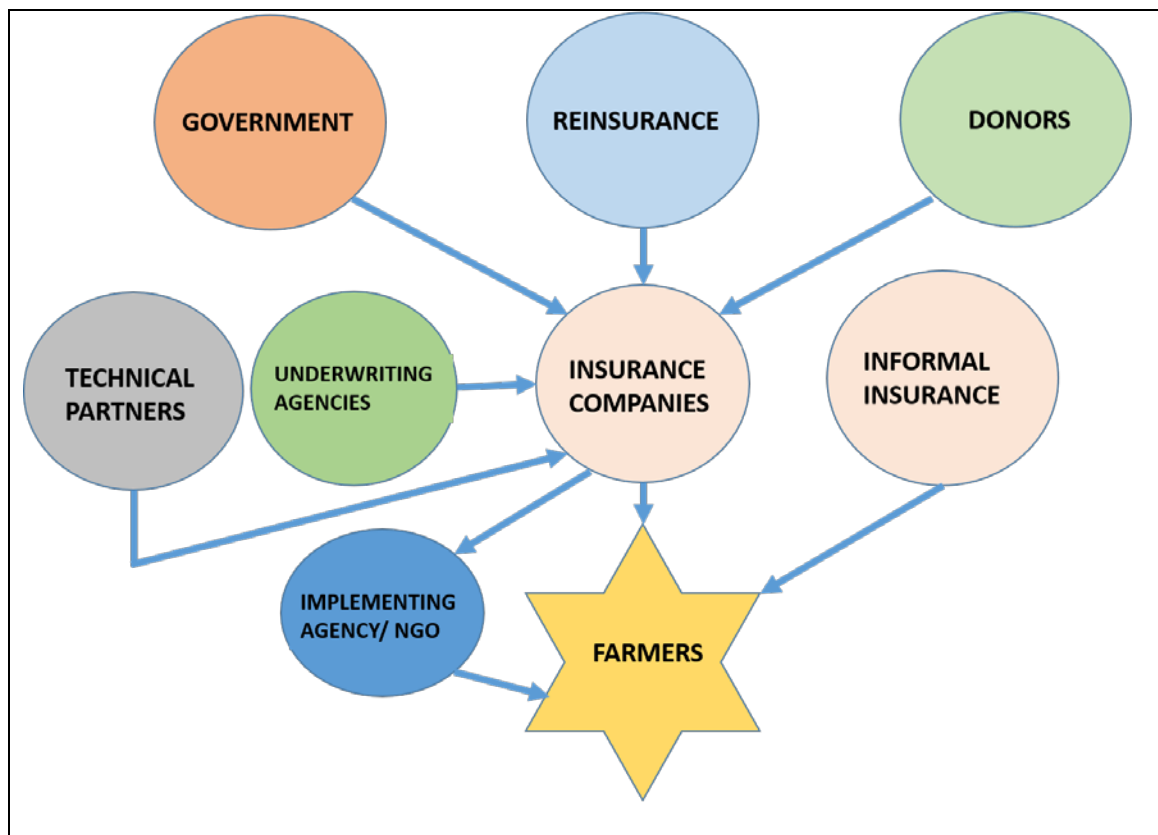 GOVERNMENT
REINSURANCE
DONORS
TECHNICAL
PARTNERS
UNDERWRITING
AGENCIES
INSURANCE
COMPANIES
INFORMAL
INSURANCE
IMPLEMENTING
AGENCY/ NGO
FARMERS